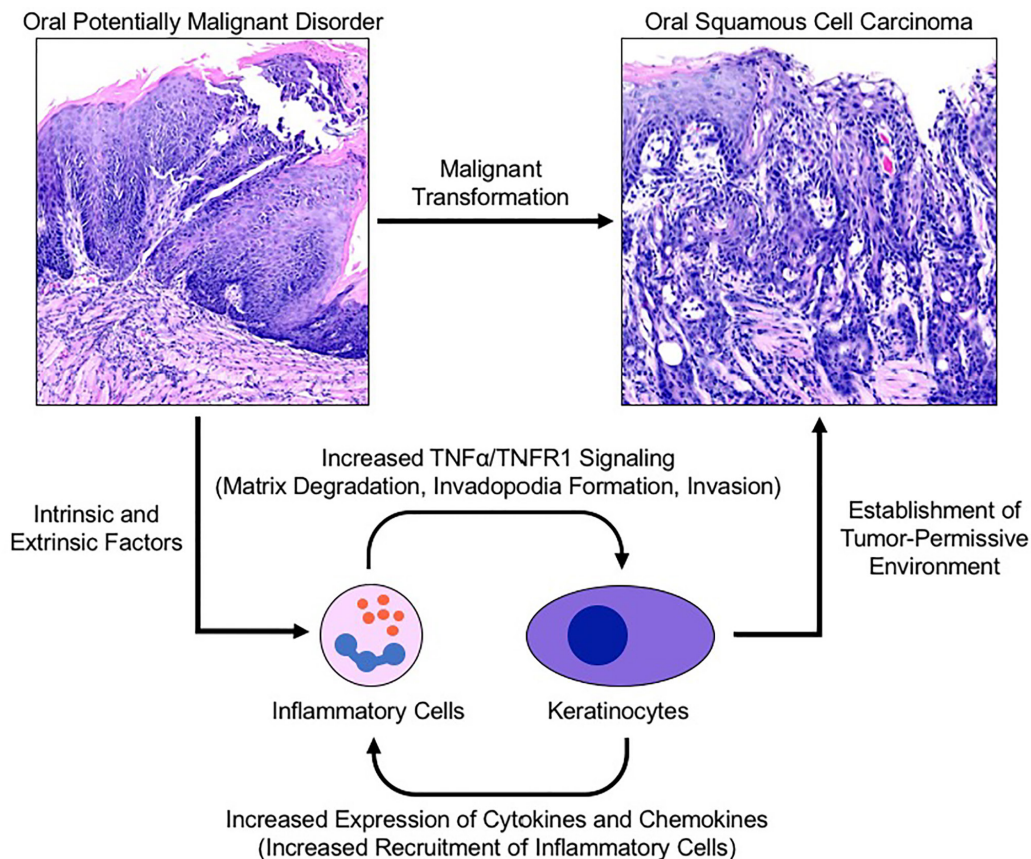 Oral Potentially Malignant Disorder
Oral Squamous Cell Carcinoma
Malignant
Transformation
Increased TNFα/TNFR1 Signaling
(Matrix Degradation, Invadopodia Formation, Invasion)
Intrinsic and
Extrinsic Factors
Establishment of
Tumor-Permissive
Environment
Inflammatory Cells
Keratinocytes
Increased Expression of Cytokines and Chemokines
(Increased Recruitment of Inflammatory Cells)